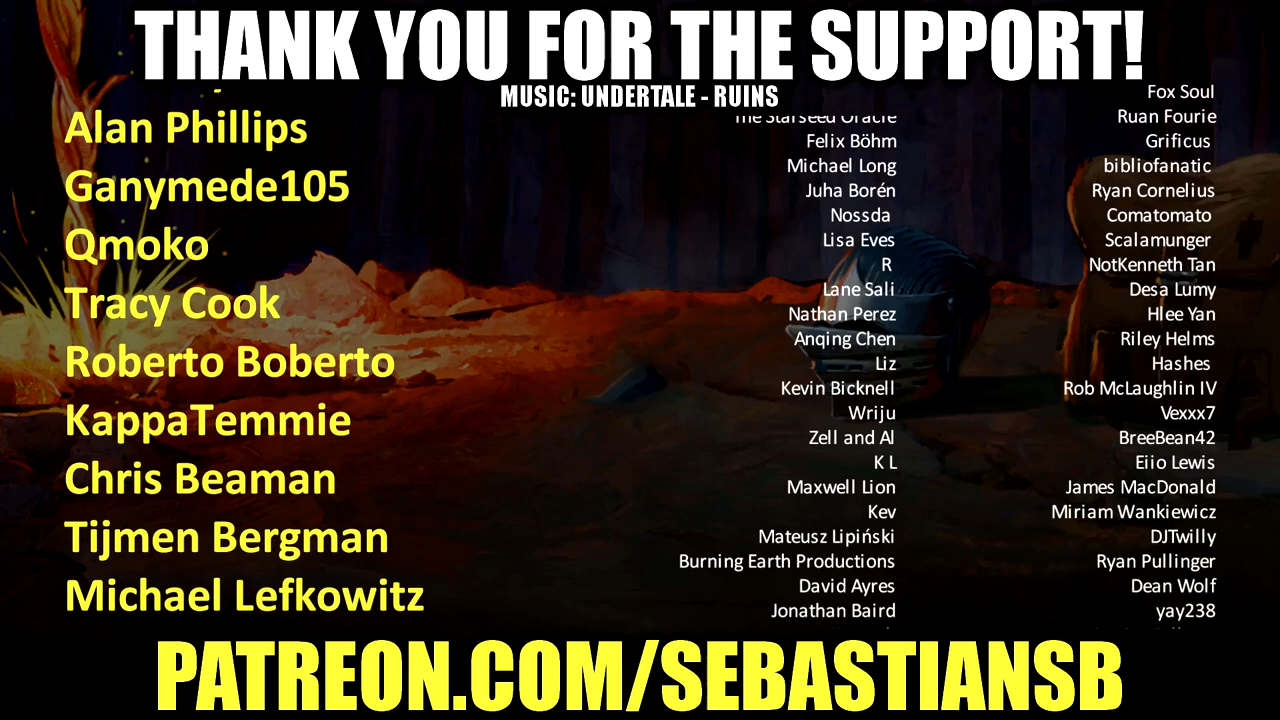 THANK YOU FOR THE SUPPORT!
MUSIC: UNDERTALE - RUINS
Alan Phillips
Ganymede105
Qmoko
Tracy Cook
Roberto Boberto
KappaTemmie
Chris Beaman
Tijmen Bergman
Michael Lefkowitz
The Starseed Oracle
Felix Böhm
Michael Long
Juha Borén
Nossda
Lisa Eves
R
Lane Sali
Nathan Perez
Anqing Chen
Liz
Kevin Bicknell
Wriju
Zell and Al
K L
Maxwell Lion
Kev
Mateusz Lipiński
Burning Earth Productions
David Ayres
Jonathan Baird
Fox Soul
Ruan Fourie
Grificus
bibliofanatic
Ryan Cornelius
Comatomato
Scalamunger
NotKenneth Tan
Desa Lumy
Hlee Yan
Riley Helms
Hashes
Rob McLaughlin IV
Vexxx7
BreeBean42
Eiio Lewis
James MacDonald
Miriam Wankiewicz
DJTwilly
Ryan Pullinger
Dean Wolf
yay238
PATREON.COM/SEBASTIANSB